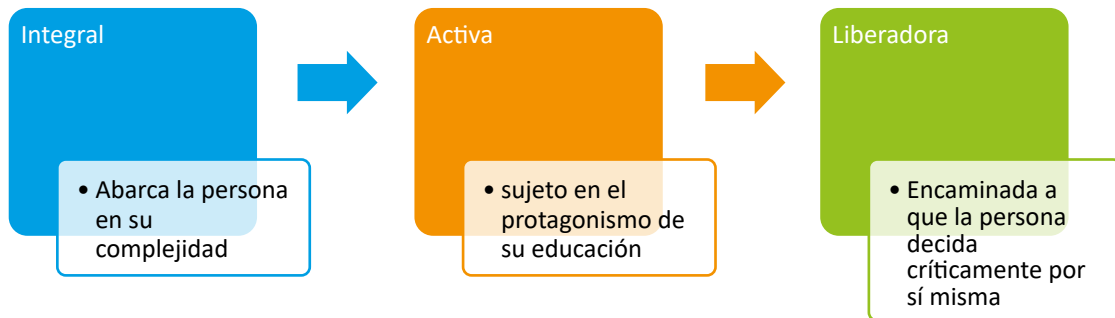 Integral
• Abarca la persona
en su
complejidad
Activa
• sujeto en el
protagonismo de
su educación
Liberadora
• Encaminada a
que la persona
decida
críticamente por
sí misma